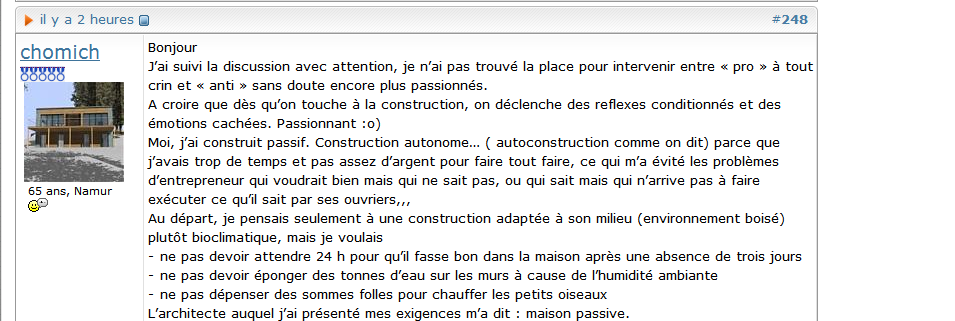 il y a 2 heures
#248
chomich
65 ans, Namur
Bonjour
J'ai suivi la discussion avec attention, je n'ai pas trouvé la place pour intervenir entre « pro » à tout
crin et « anti » sans doute encore plus passionnés.
A croire que dès qu'on touche à la construction, on déclenche des reflexes conditionnés et des
émotions cachées. Passionnant :o)
Moi, j'ai construit passif. Construction autonome... ( autoconstruction comme on dit) parce que
j'avais trop de temps et pas assez d'argent pour faire tout faire, ce qui m'a évité les problèmes
d'entrepreneur qui voudrait bien mais qui ne sait pas, ou qui sait mais qui n'arrive pas à faire
exécuter ce qu'il sait par ses ouvriers,,,
Au départ, je pensais seulement à une construction adaptée à son milieu (environnement boisé)
plutôt bioclimatique, mais je voulais
- ne pas devoir attendre 24 h pour qu'il fasse bon dans la maison après une absence de trois jours
- ne pas devoir éponger des tonnes d'eau sur les murs à cause de l'humidité ambiante
- ne pas dépenser des sommes folles pour chauffer les petits oiseaux
L'architecte auquel j'ai présenté mes exigences m'a dit : maison passive.